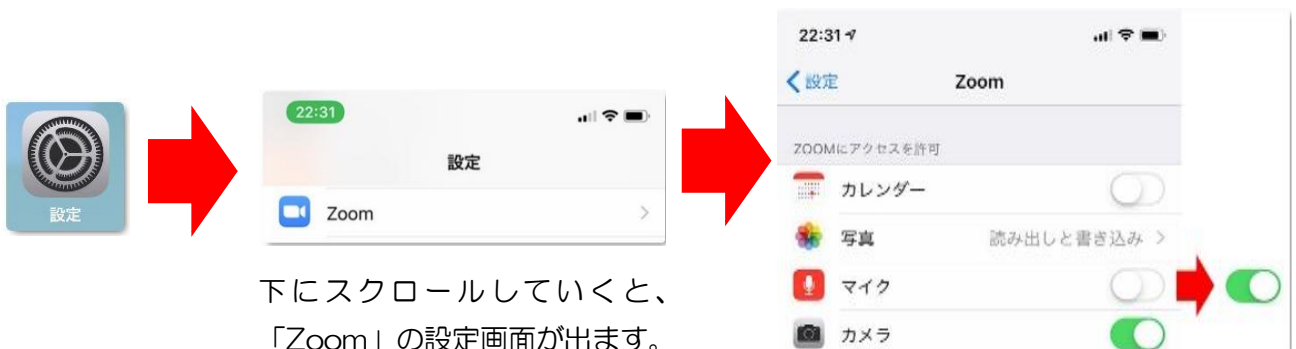 設定
22:31
設定
Zoom
下にスクロールしていくと、
「Zoom」の設定画面が出ます。
22:31
設定
Zoom
ZOOMにアクセスを許可
カレンダー
写真 読み出しと書き込み
マイク
カメラ